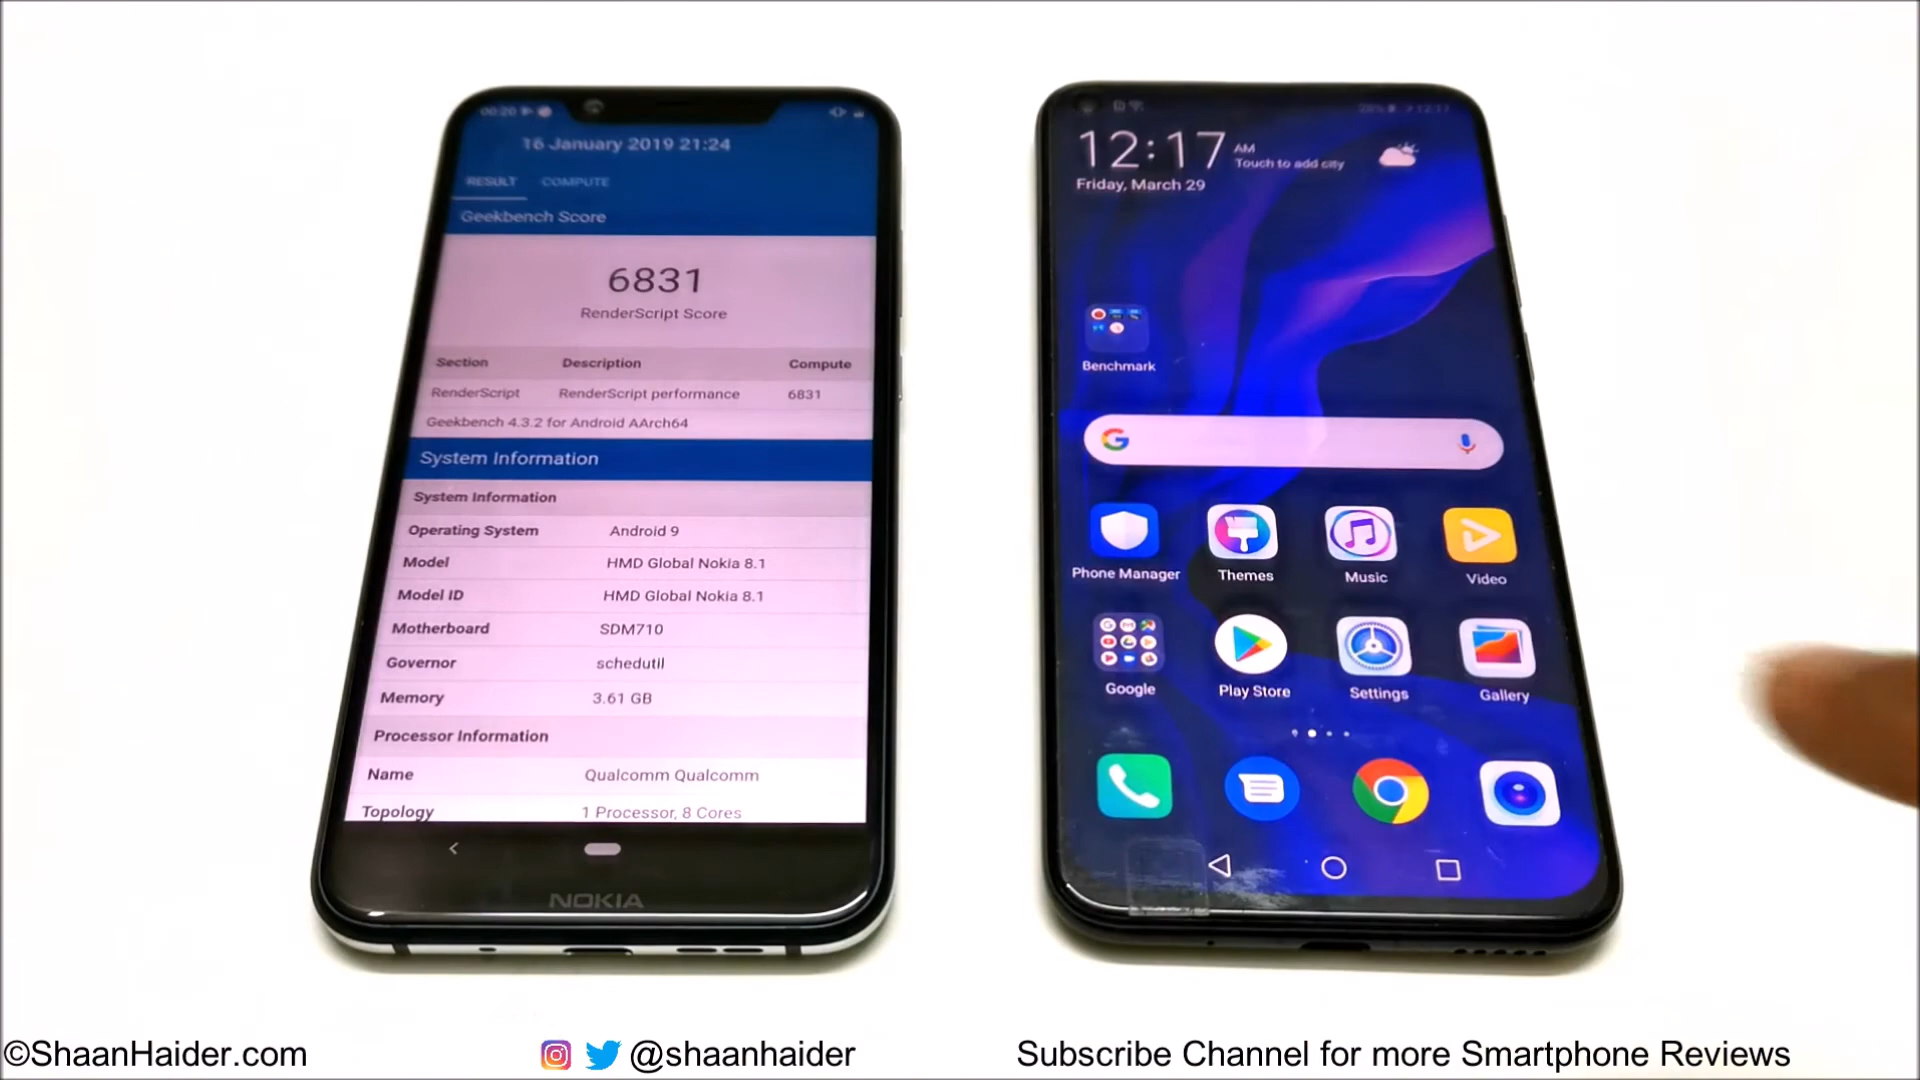 00:20
16 January 2019 21:24
RESULT COMPUTE
Geekbench Score
6831
RenderScript Score
Section Description Compute
RenderScript RenderScript performance 6831
Geekbench 4.3.2 for Android AArch64
System Information
System Information
Operating System Android 9
Model HMD Global Nokia 8.1
Model ID HMD Global Nokia 8.1
Motherboard SDM710
Governor schedutil
Memory 3.61 GB
Processor Information
Name Qualcomm Qualcomm
Topology 1 Processor, 8 Cores
NOKIA
12:17 AM
Touch to add city
Friday, March 29
Benchmark
Phone Manager Themes Music Video
Google Play Store Settings Gallery
©ShaanHaider.com @shaanhaider Subscribe Channel for more Smartphone Reviews